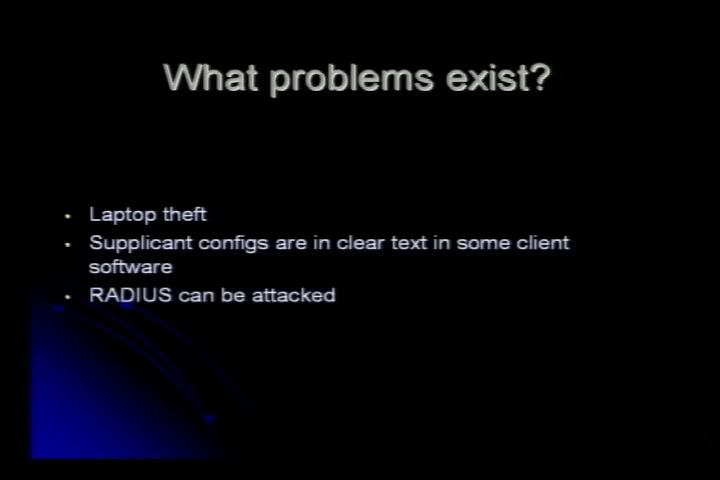 What problems exist?
• Laptop theft
• Supplicant configs are in clear text in some client
software
• RADIUS can be attacked